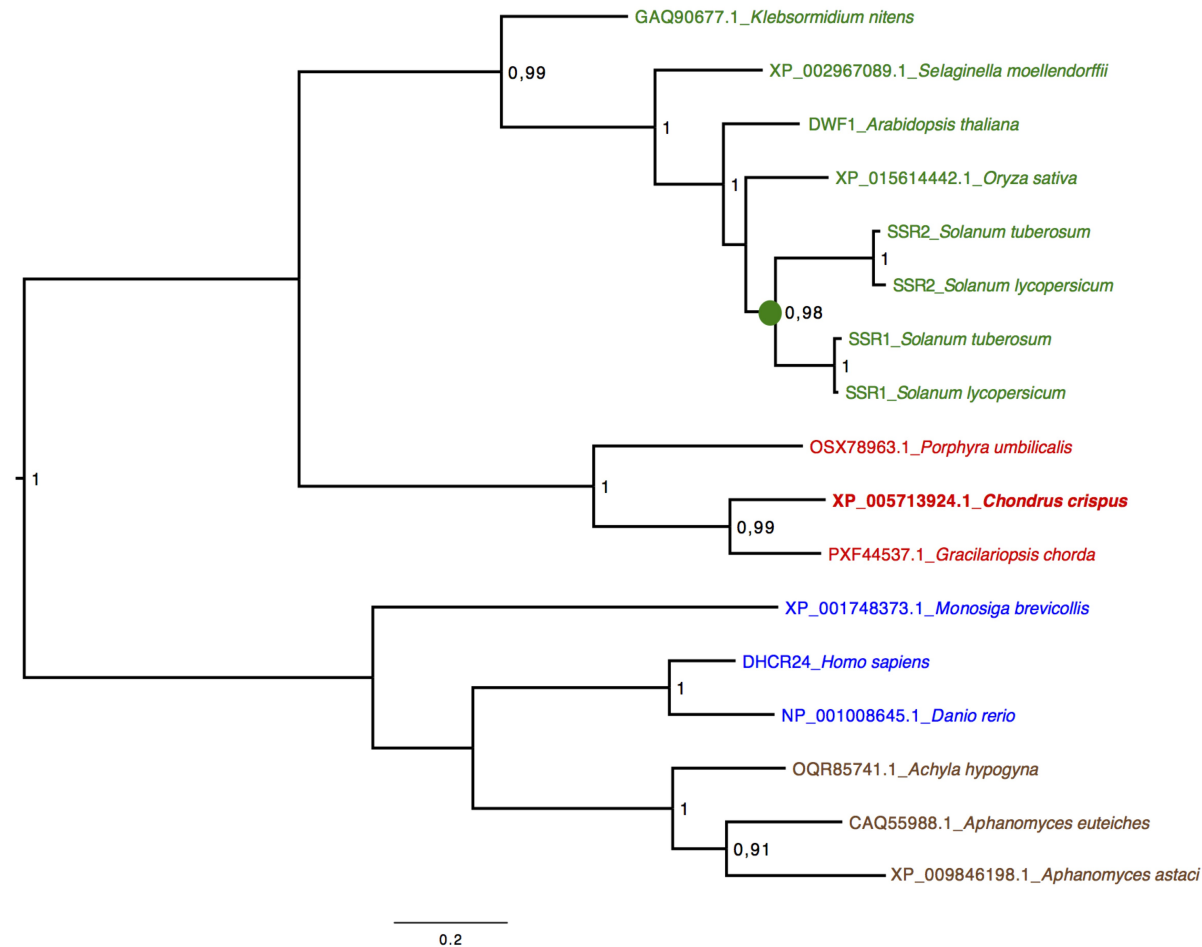 GAQ90677.1_Klebsormidium nitens
0,99
XP_002967089.1_Selaginella moellendorffii
1
DWF1_Arabidopsis thaliana
XP_015614442.1_Oryza sativa
1
SSR2_Solanum tuberosum
1
SSR2_Solanum lycopersicum
0,98
SSR1_Solanum tuberosum
1
SSR1_Solanum lycopersicum
OSX78963.1_Porphyra umbilicalis
1
1
XP_005713924.1_Chondrus crispus
0,99
PXF44537.1_Gracilariopsis chorda
XP_001748373.1_Monosiga brevicollis
DHCR24_Homo sapiens
1
NP_001008645.1_Danio rerio
OQR85741.1_Achyla hypogyna
1
CAQ55988.1_Aphanomyces euteiches
0,91
XP_009846198.1_Aphanomyces astaci
0.2